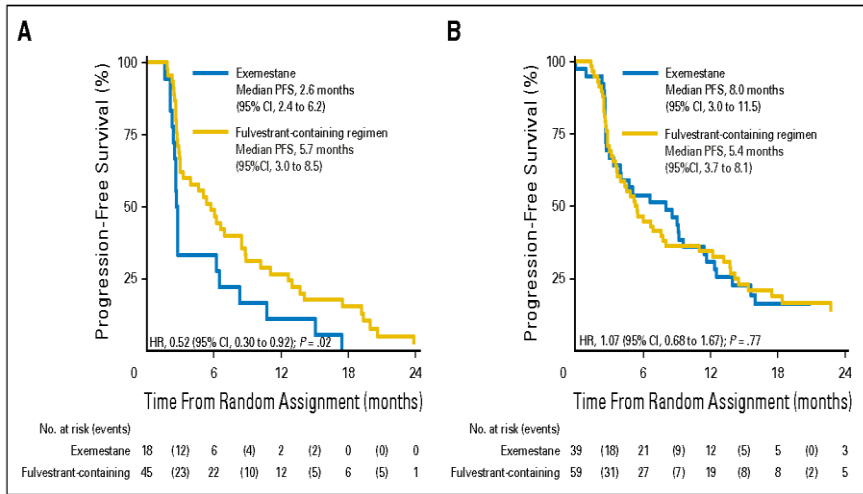 A
Progression-Free Survival (%)
100
75
50
25
Exemestane
Median PFS, 2.6 months
(95% CI, 2.4 to 6.2)
Fulvestrant-containing regimen
Median PFS, 5.7 months
(95%CI, 3.0 to 8.5)
HR, 0.52 (95% CI, 0.30 to 0.92); P = .02
0 6 12 18 24
Time From Random Assignment (months)
No. at risk (events)
Exemestane 18 (12) 6 (4) 2 (2) 0 (0) 0
Fulvestrant-containing 45 (23) 22 (10) 12 (5) 6 (5) 1
B
Progression-Free Survival (%)
100
75
50
25
Exemestane
Median PFS, 8.0 months
(95% CI, 3.0 to 11.5)
Fulvestrant-containing regimen
Median PFS, 5.4 months
(95%CI, 3.7 to 8.1)
HR, 1.07 (95% CI, 0.68 to 1.67); P = .77
0 6 12 18 24
Time From Random Assignment (months)
No. at risk (events)
Exemestane 39 (18) 21 (9) 12 (5) 5 (0) 3
Fulvestrant-containing 59 (31) 27 (7) 19 (8) 8 (2) 5